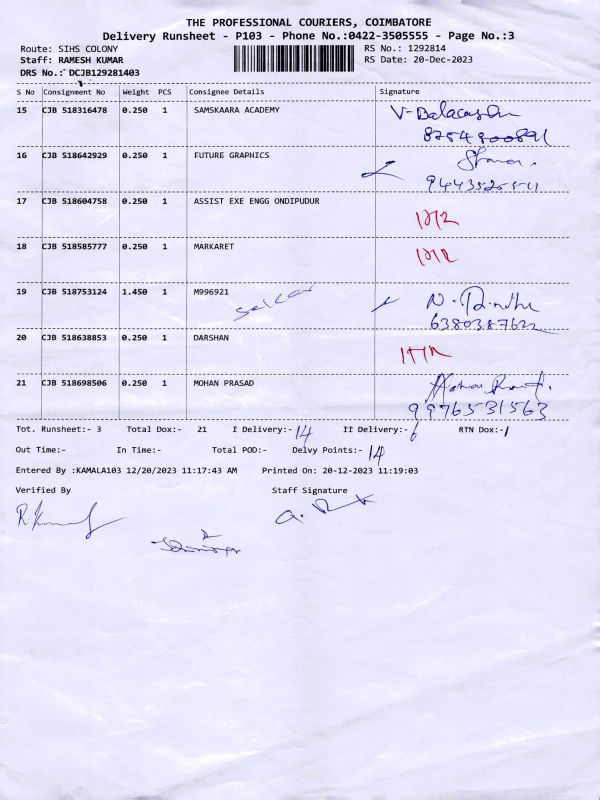 THE PROFESSIONAL COURIERS, COIMBATORE
Delivery Runsheet - P103 - Phone No.:0422-3505555 - Page No.:3
Route: SIHS COLONY RS No.: 1292814
Staff: RAMESH KUMAR RS Date: 20-Dec-2023
DRS No.: DCJB129281403
S No Consignment No Weight PCS Consignee Details Signature
15 CJB 518316478 0.250 1 SAMSKAARA ACADEMY
8754800891
16 CJB 518642929 0.250 1 FUTURE GRAPHICS
17 CJB 518604758 0.250 1 ASSIST EXE ENGG ONDIPUDUR
18 CJB 518585777 0.250 1 MARKARET
19 CJB 518753124 1.450 1 M996921
6380387622
20 CJB 518638853 0.250 1 DARSHAN
21 CJB 518698506 0.250 1 MOHAN PRASAD
9976531563
Tot. Runsheet:- 3 Total Dox:- 21 I Delivery:- 14 II Delivery:- 6 RTN Dox:- 1
Out Time:- In Time:- Total POD:- Delvy Points:- 14
Entered By :KAMALA103 12/20/2023 11:17:43 AM Printed On: 20-12-2023 11:19:03
Verified By Staff Signature